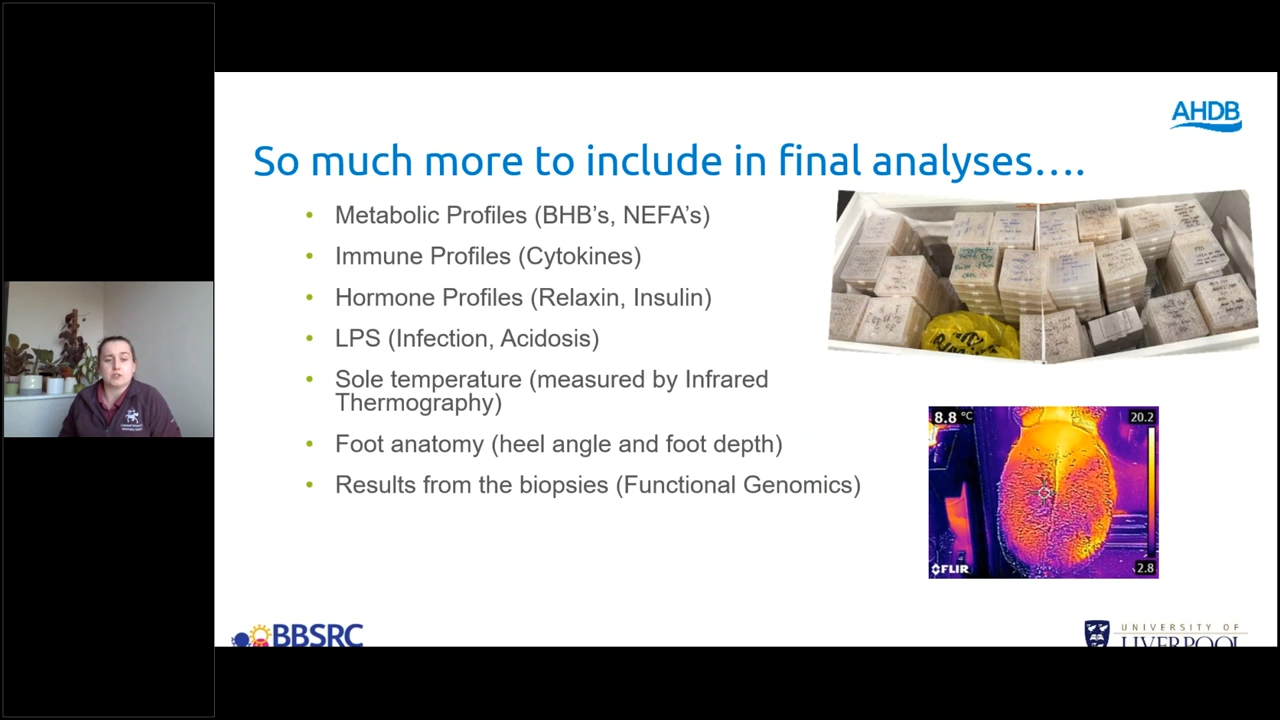 AHDB
So much more to include in final analyses….
• Metabolic Profiles (BHB’s, NEFA’s)
• Immune Profiles (Cytokines)
• Hormone Profiles (Relaxin, Insulin)
• LPS (Infection, Acidosis)
• Sole temperature (measured by Infrared
Thermography)
• Foot anatomy (heel angle and foot depth)
• Results from the biopsies (Functional Genomics)
8.8 °C
20.2
FLIR
2.8
BBSRC
UNIVERSITY OF
LIVERPOOL